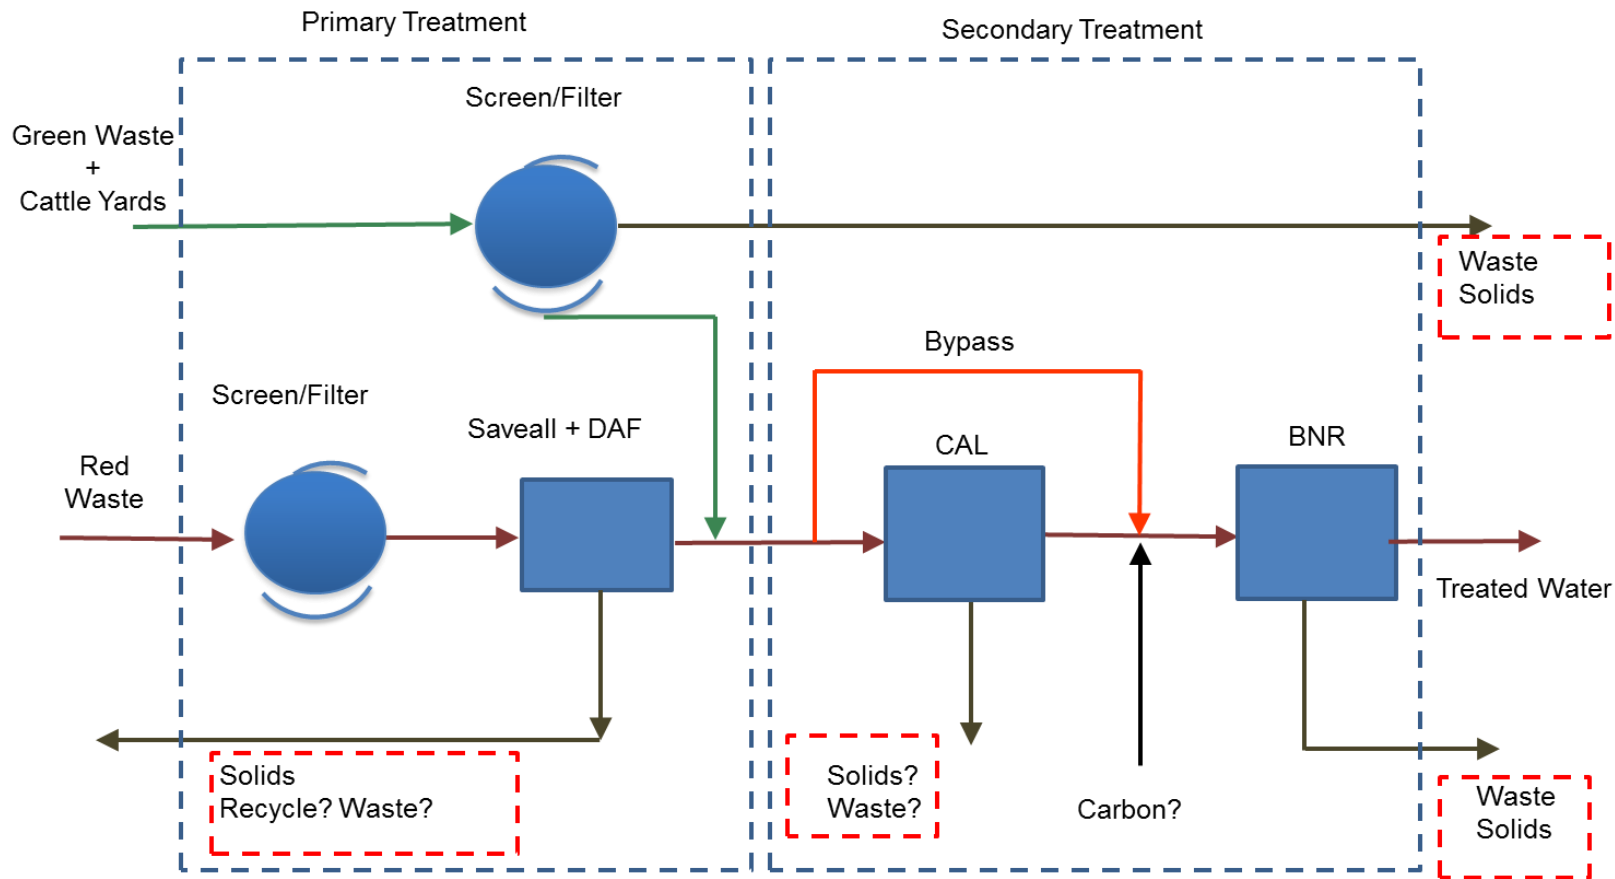 Primary Treatment
Secondary Treatment
Screen/Filter
Green Waste
+
Cattle Yards
Waste
Solids
Bypass
Screen/Filter
Saveall + DAF
CAL
BNR
Red
Waste
Treated Water
Solids
Recycle? Waste?
Solids?
Waste?
Carbon?
Waste
Solids